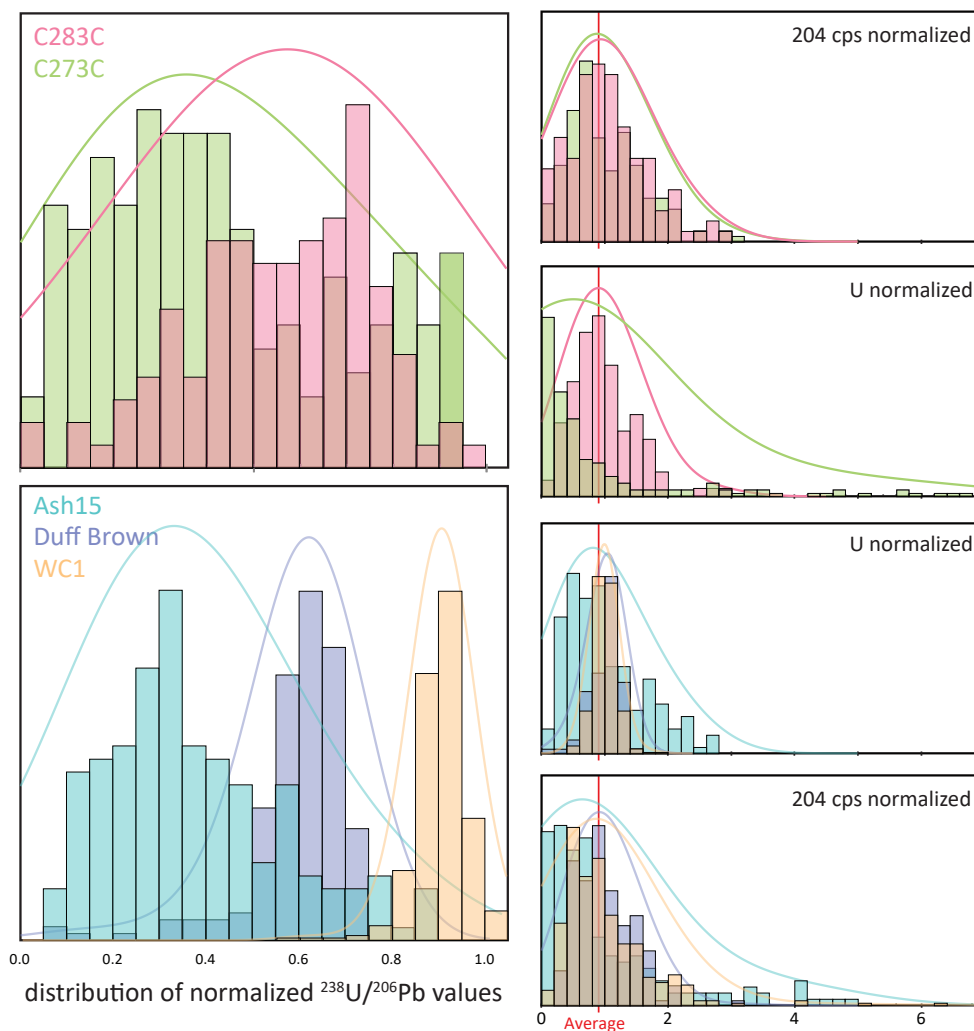 C283C
C273C
204 cps normalized
U normalized
Ash15
Duff Brown
WC1
U normalized
204 cps normalized
0.0 0.2 0.4 0.6 0.8 1.0
distribution of normalized ²³⁸U/²⁰⁶Pb values
0 2 4 6
Average